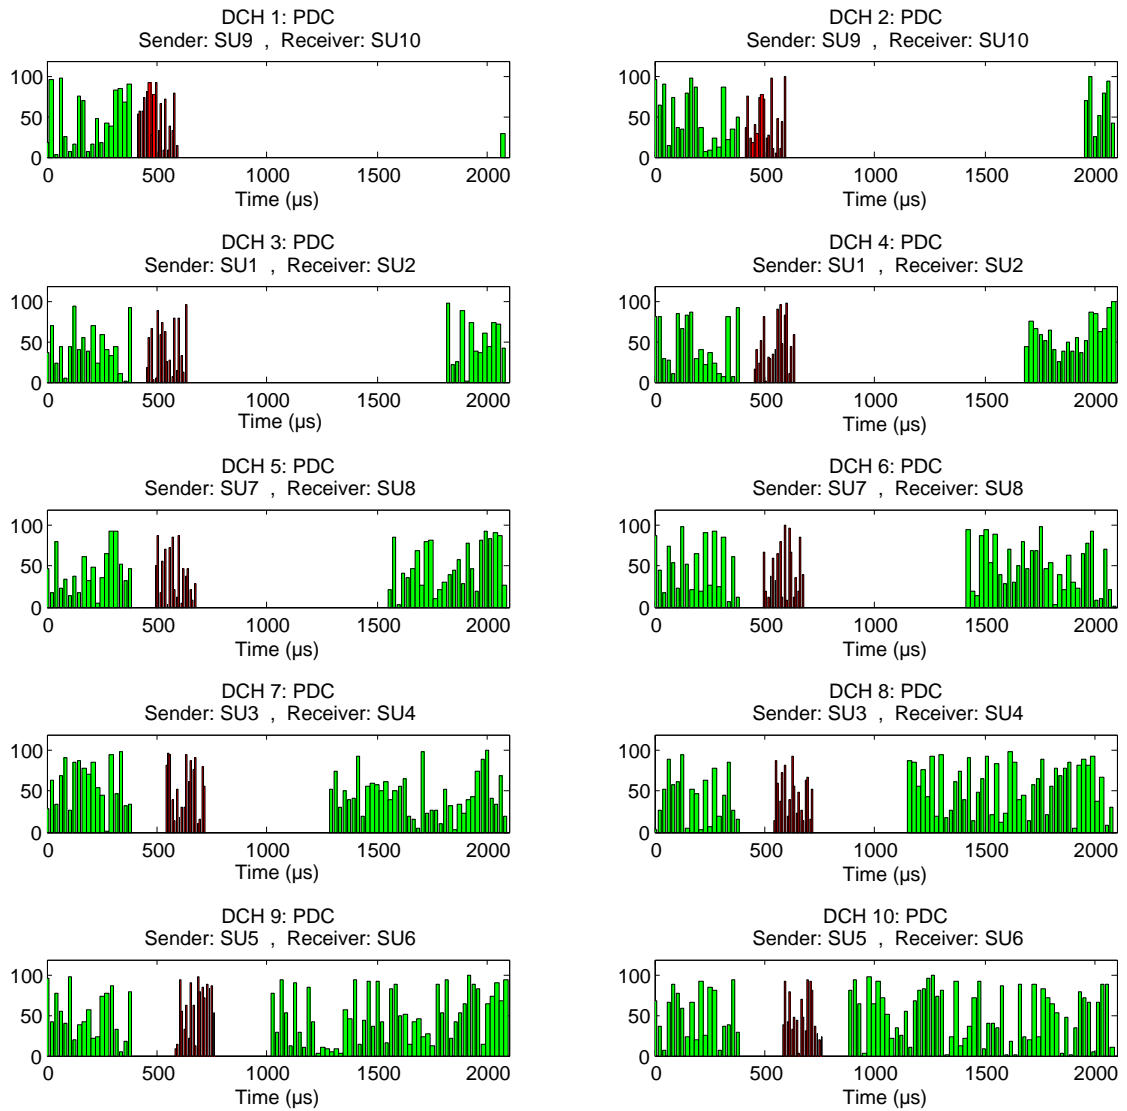 DCH 1: PDC
Sender: SU9 , Receiver: SU10
100
50
0
0 500 1000 1500 2000
Time (µs)
DCH 2: PDC
Sender: SU9 , Receiver: SU10
100
50
0
0 500 1000 1500 2000
Time (µs)
DCH 3: PDC
Sender: SU1 , Receiver: SU2
100
50
0
0 500 1000 1500 2000
Time (µs)
DCH 4: PDC
Sender: SU1 , Receiver: SU2
100
50
0
0 500 1000 1500 2000
Time (µs)
DCH 5: PDC
Sender: SU7 , Receiver: SU8
100
50
0
0 500 1000 1500 2000
Time (µs)
DCH 6: PDC
Sender: SU7 , Receiver: SU8
100
50
0
0 500 1000 1500 2000
Time (µs)
DCH 7: PDC
Sender: SU3 , Receiver: SU4
100
50
0
0 500 1000 1500 2000
Time (µs)
DCH 8: PDC
Sender: SU3 , Receiver: SU4
100
50
0
0 500 1000 1500 2000
Time (µs)
DCH 9: PDC
Sender: SU5 , Receiver: SU6
100
50
0
0 500 1000 1500 2000
Time (µs)
DCH 10: PDC
Sender: SU5 , Receiver: SU6
100
50
0
0 500 1000 1500 2000
Time (µs)